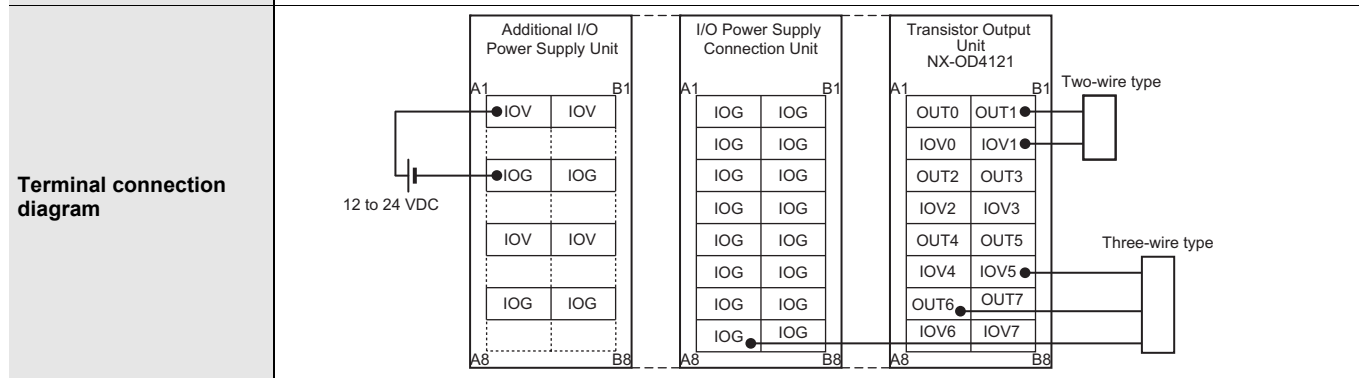 Terminal connection
diagram
Additional I/O
Power Supply Unit
A1 B1
IOV IOV
IOG IOG
IOV IOV
IOG IOG
A8 B8
12 to 24 VDC
I/O Power Supply
Connection Unit
A1 B1
IOG IOG
IOG IOG
IOG IOG
IOG IOG
IOG IOG
IOG IOG
IOG IOG
IOG IOG
A8 B8
Transistor Output
Unit
NX-OD4121
A1 B1
OUT0 OUT1
IOV0 IOV1
OUT2 OUT3
IOV2 IOV3
OUT4 OUT5
IOV4 IOV5
OUT6 OUT7
IOV6 IOV7
A8 B8
Two-wire type
Three-wire type